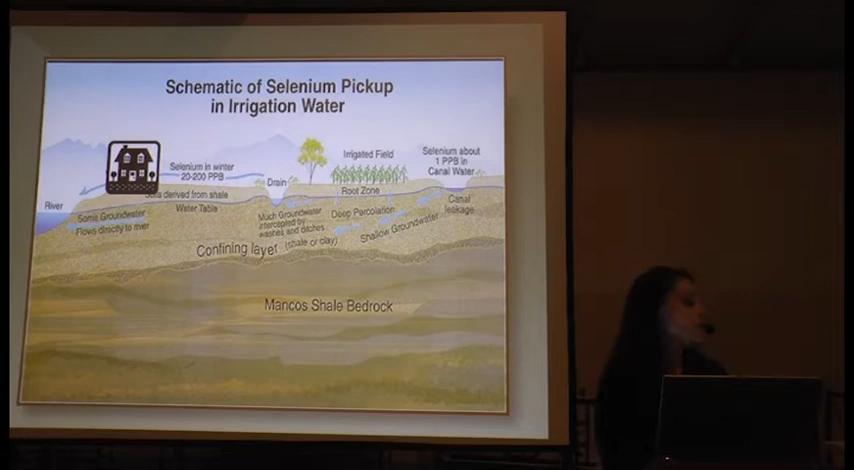 Schematic of Selenium Pickup
in Irrigation Water
Selenium in winter
20-200 PPB
Drain
Irrigated Field
Selenium about
1 PPB in
Canal Water
River
derived from shale
Root Zone
Water Table
Some Groundwater
Flows directly to river
Much Groundwater
intercepted by
washes and ditches
Deep Percolation
Shallow Groundwater
Canal
leakage
Confining layer (shale or clay)
Mancos Shale Bedrock